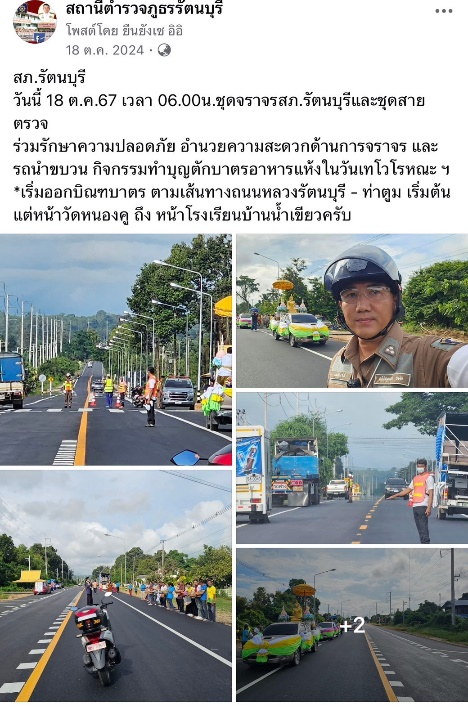 สถานีตำรวจภูธรรัตนบุรี
โพสต์โดย ยืนยังเซ อิอิ
18 ต.ค. 2024 ·
สภ.รัตนบุรี
วันนี้ 18 ต.ค.67 เวลา 06.00น.ชุดจราจรสภ.รัตนบุรีและชุดสาย
ตรวจ
ร่วมรักษาความปลอดภัย อำนวยความสะดวกด้านการจราจร และ
รถนำขบวน กิจกรรมทำบุญตักบาตรอาหารแห้งในวันเทโวโรหณะ ฯ
*เริ่มออกบิณฑบาตร ตามเส้นทางถนนหลวงรัตนบุรี - ท่าตูม เริ่มต้น
แต่หน้าวัดหนองคู ถึง หน้าโรงเรียนบ้านน้ำเขียวครับ
+2